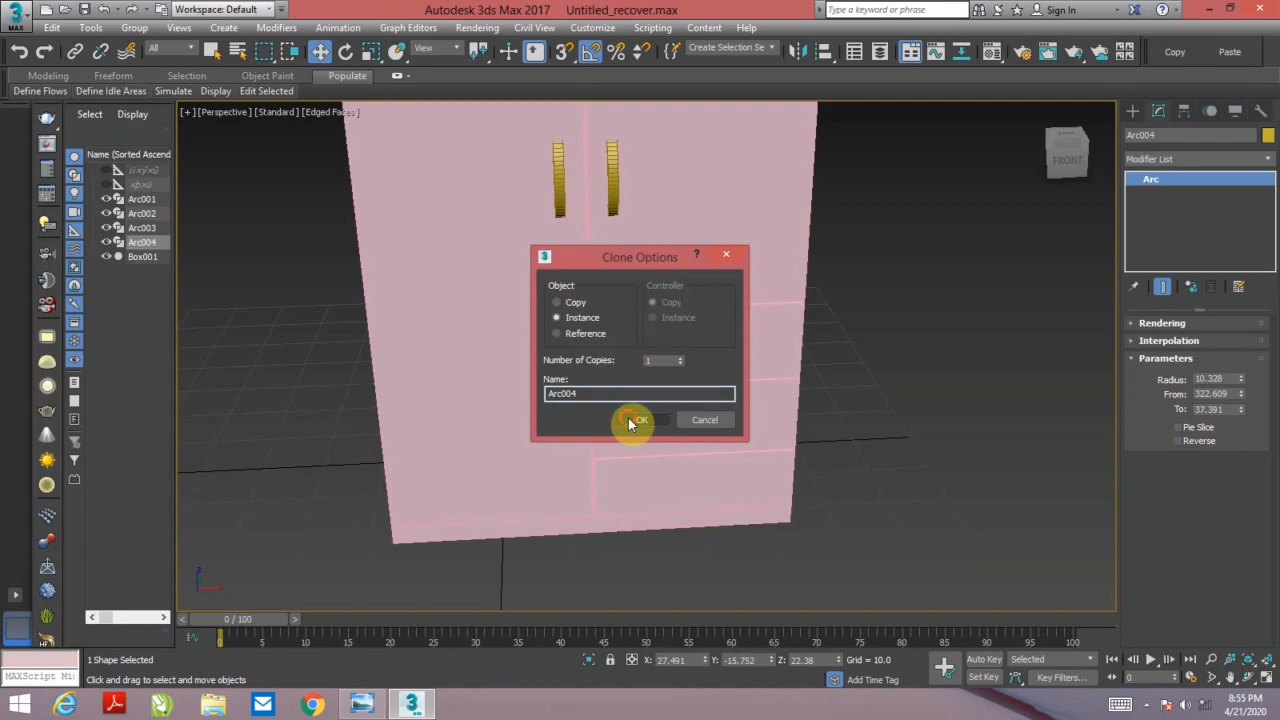 Workspace: Default
Autodesk 3ds Max 2017 Untitled_recover.max
Type a keyword or phrase
Sign In
MAX
Edit Tools Group Views Create Modifiers Animation Graph Editors Rendering Civil View Customize Scripting Content Help
All
View
Create Selection Se
Copy
Paste
Modeling Freeform Selection Object Paint Populate
Define Flows Define Idle Areas Simulate Display Edit Selected
Select Display
[+] [Perspective] [Standard] [Edged Faces]
Name (Sorted Ascend
Arc001
Arc002
Arc003
Arc004
Box001
FRONT
Arc004
Modifier List
Arc
Rendering
Interpolation
Parameters
Radius: 10.328
From: 322.609
To: 37.391
Pie Slice
Reverse
Clone Options
Object
Copy
Instance
Reference
Controller
Copy
Instance
Number of Copies: 1
Name:
Arc004
OK
Cancel
0 / 100
0 5 10 15 20 25 30 35 40 45 50 55 60 65 70 75 80 85 90 95 100
1 Shape Selected
X: 27.491 Y: -15.752 Z: 22.38 Grid = 10.0
Auto Key Selected
MAXScript Mi
Click and drag to select and move objects
Add Time Tag
Set Key Key Filters...
0
8:55 PM
4/21/2020